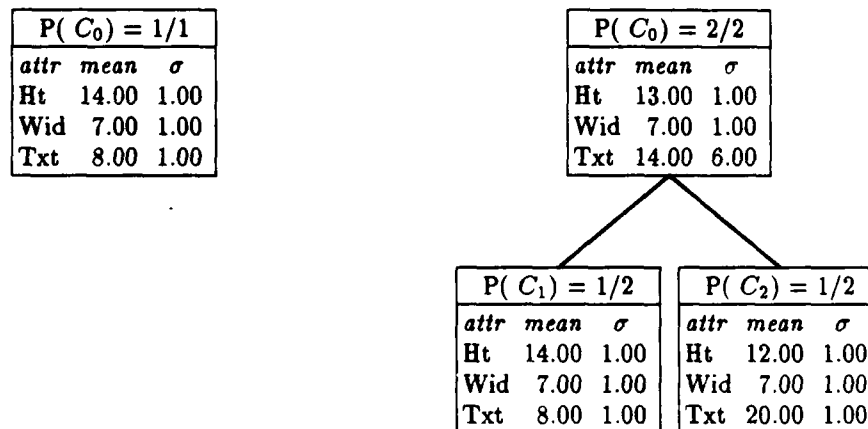 P( C₀) = 1/1
attr mean σ
Ht 14.00 1.00
Wid 7.00 1.00
Txt 8.00 1.00
P( C₀) = 2/2
attr mean σ
Ht 13.00 1.00
Wid 7.00 1.00
Txt 14.00 6.00
P( C₁) = 1/2
attr mean σ
Ht 14.00 1.00
Wid 7.00 1.00
Txt 8.00 1.00
P( C₂) = 1/2
attr mean σ
Ht 12.00 1.00
Wid 7.00 1.00
Txt 20.00 1.00